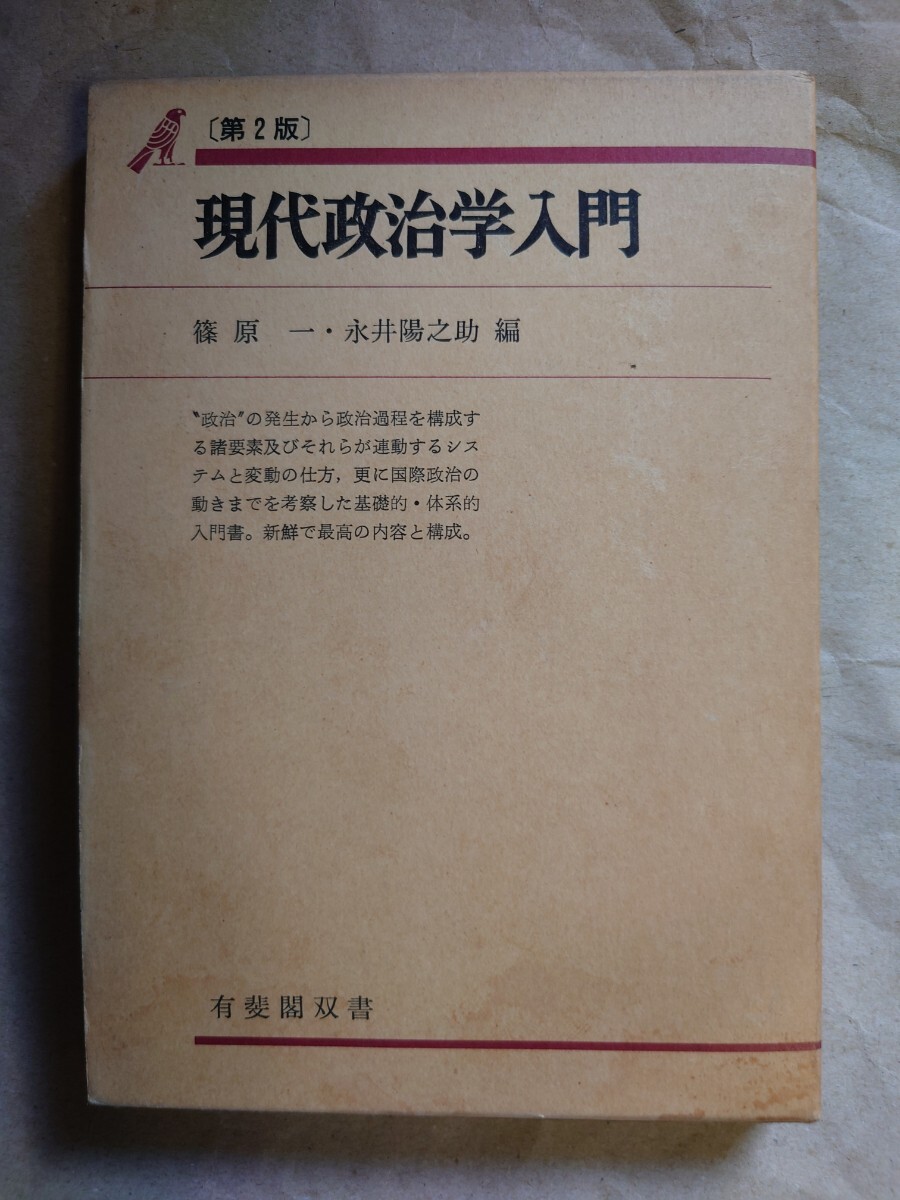 〔第2版〕
現代政治学入門
篠原 一・永井陽之助 編
〝政治〟の発生から政治過程を構成す
る諸要素及びそれらが連動するシス
テムと変動の仕方，更に国際政治の
動きまでを考察した基礎的・体系的
入門書。新鮮で最高の内容と構成。
有斐閣双書